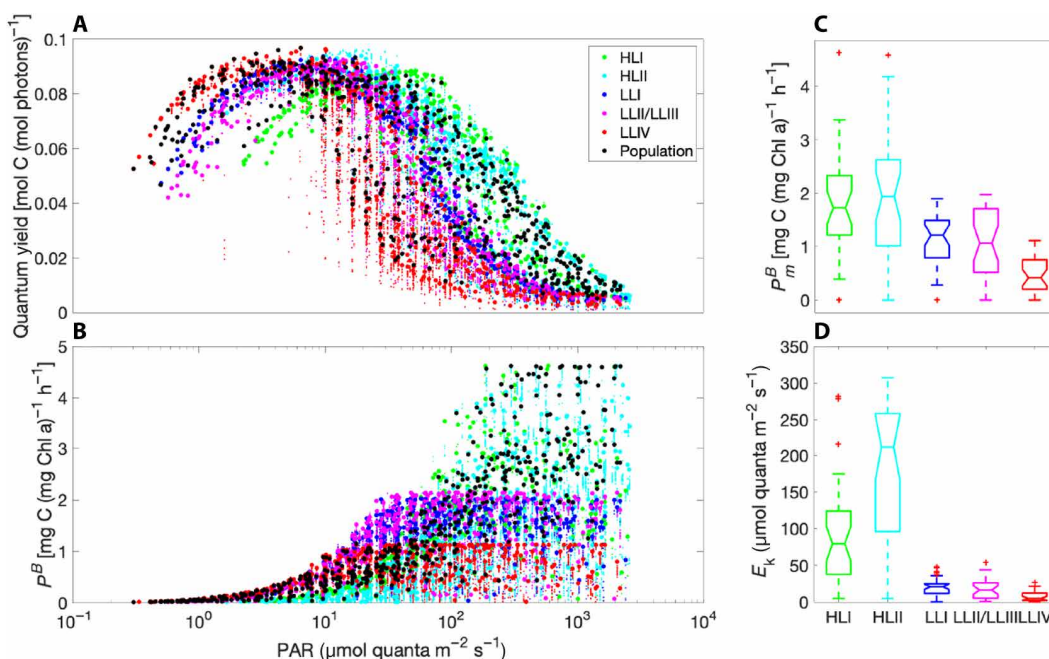 A
Quantum yield [mol C (mol photons)⁻¹]
0.1
0.08
0.06
0.04
0.02
0
HLI
HLII
LLI
LLII/LLIII
LLIV
Population
B
Pᴮ [mg C (mg Chl a)⁻¹ h⁻¹]
5
4
3
2
1
0
10⁻¹
10⁰
10¹
10²
10³
10⁴
PAR (µmol quanta m⁻² s⁻¹)
C
Pᴮₘ [mg C (mg Chl a)⁻¹ h⁻¹]
4
3
2
1
0
D
Eₖ (µmol quanta m⁻² s⁻¹)
350
300
250
200
150
100
50
0
HLI
HLII
LLI
LLII/LLIII
LLIV